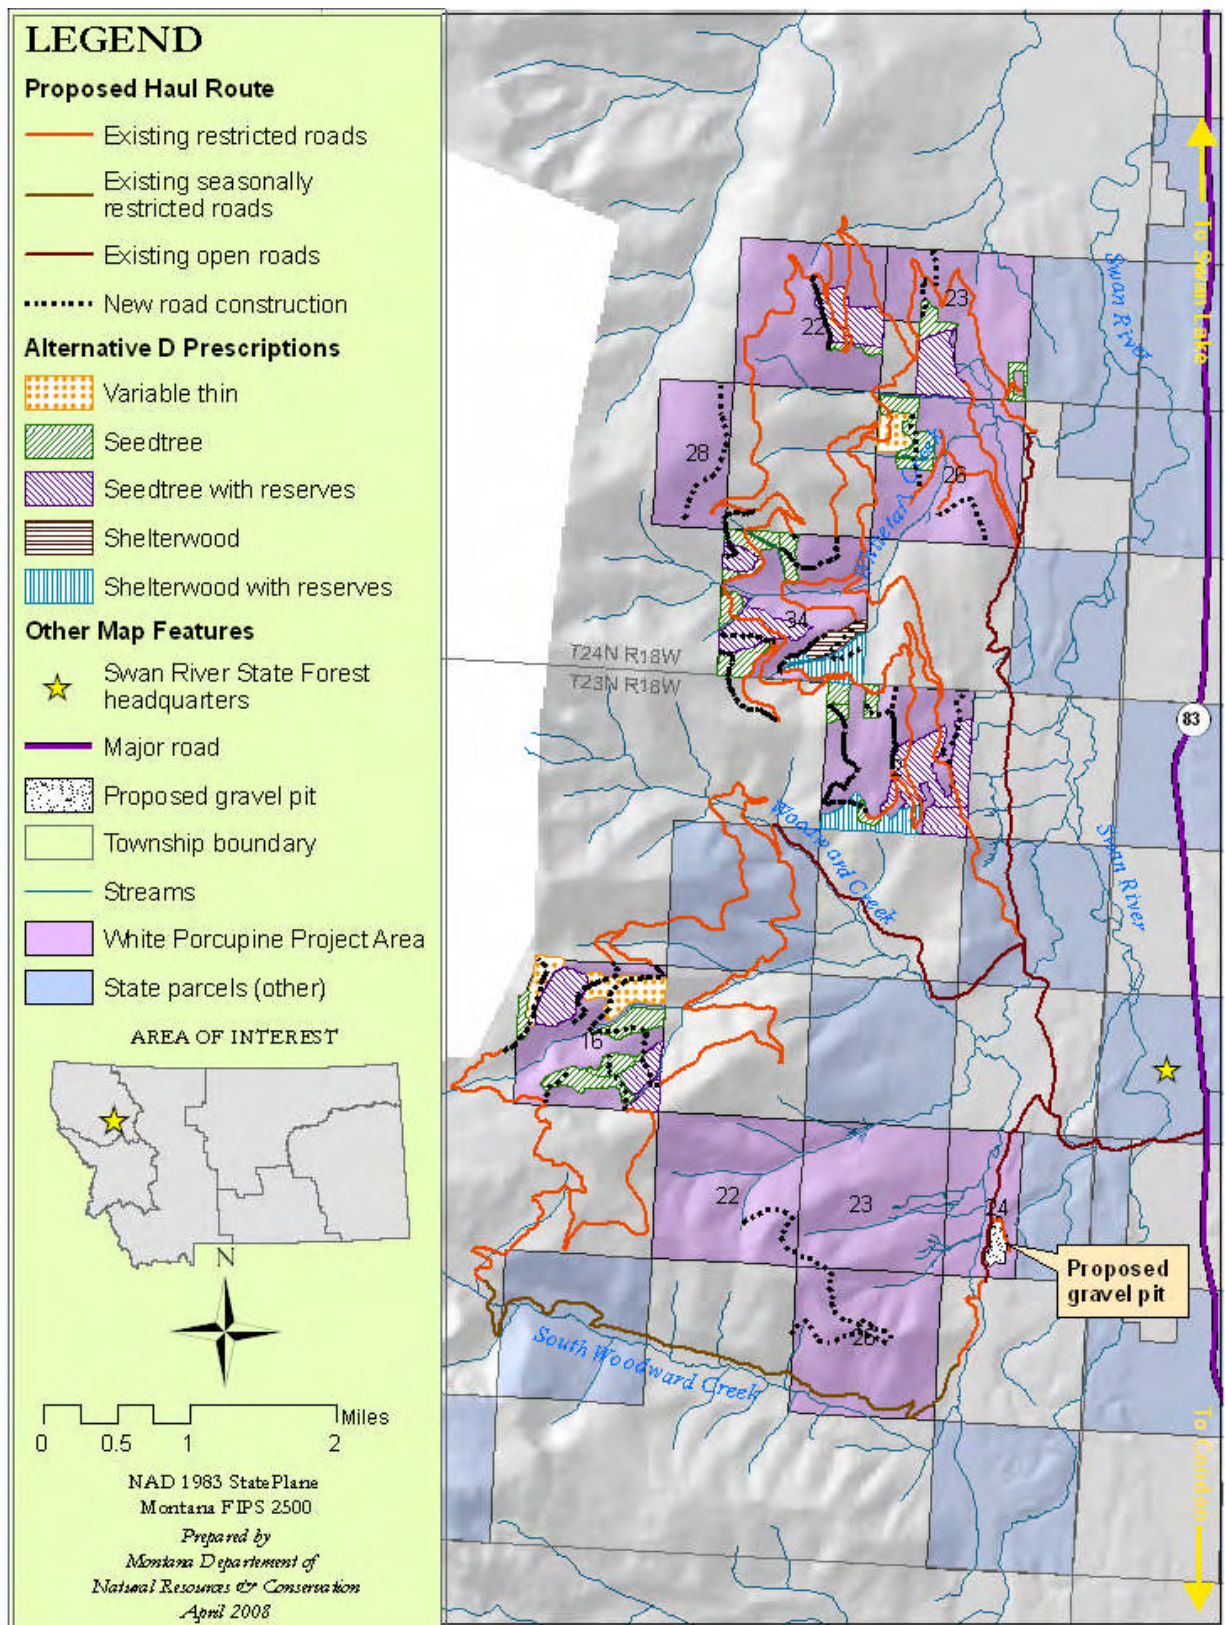 LEGEND
Proposed Haul Route
Existing restricted roads
Existing seasonally
restricted roads
Existing open roads
New road construction
Alternative D Prescriptions
Variable thin
Seedtree
Seedtree with reserves
Shelterwood
Shelterwood with reserves
Other Map Features
Swan River State Forest
headquarters
Major road
Proposed gravel pit
Township boundary
Streams
White Porcupine Project Area
State parcels (other)
AREA OF INTEREST
N
Miles
0 0.5 1 2
NAD 1983 StatePlane
Montana FIPS 2500
Prepared by
Montana Departement of
Natural Resources & Conservation
April 2008
To Swan Lake
Swan River
23
22
28
26
Whitetail Creek
34
T24N R18W
T23N R18W
83
Woodward Creek
Swan River
16
22
23
24
Proposed
gravel pit
26
South Woodward Creek
To Condon